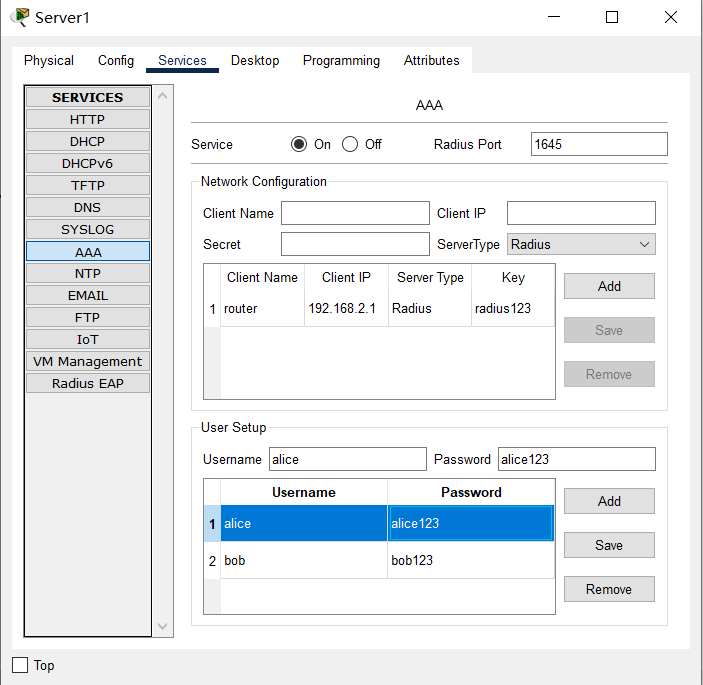 Server1
Physical Config Services Desktop Programming Attributes
SERVICES
HTTP
DHCP
DHCPv6
TFTP
DNS
SYSLOG
AAA
NTP
EMAIL
FTP
IoT
VM Management
Radius EAP
AAA
Service On Off Radius Port 1645
Network Configuration
Client Name Client IP
Secret ServerType Radius
Client Name Client IP Server Type Key
1 router 192.168.2.1 Radius radius123
Add
Save
Remove
User Setup
Username alice Password alice123
Username Password
1 alice alice123
2 bob bob123
Add
Save
Remove
Top